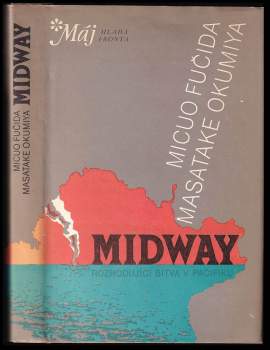 MICUO FUČIDA
MASATAKE OKUMIYA
MIDWAY
Máj
MLADÁ
FRONTA
MICUO FUČIDA
MASATAKE OKUMIYA
MIDWAY
ROZHODUJÍCÍ BITVA V PACIFIKU